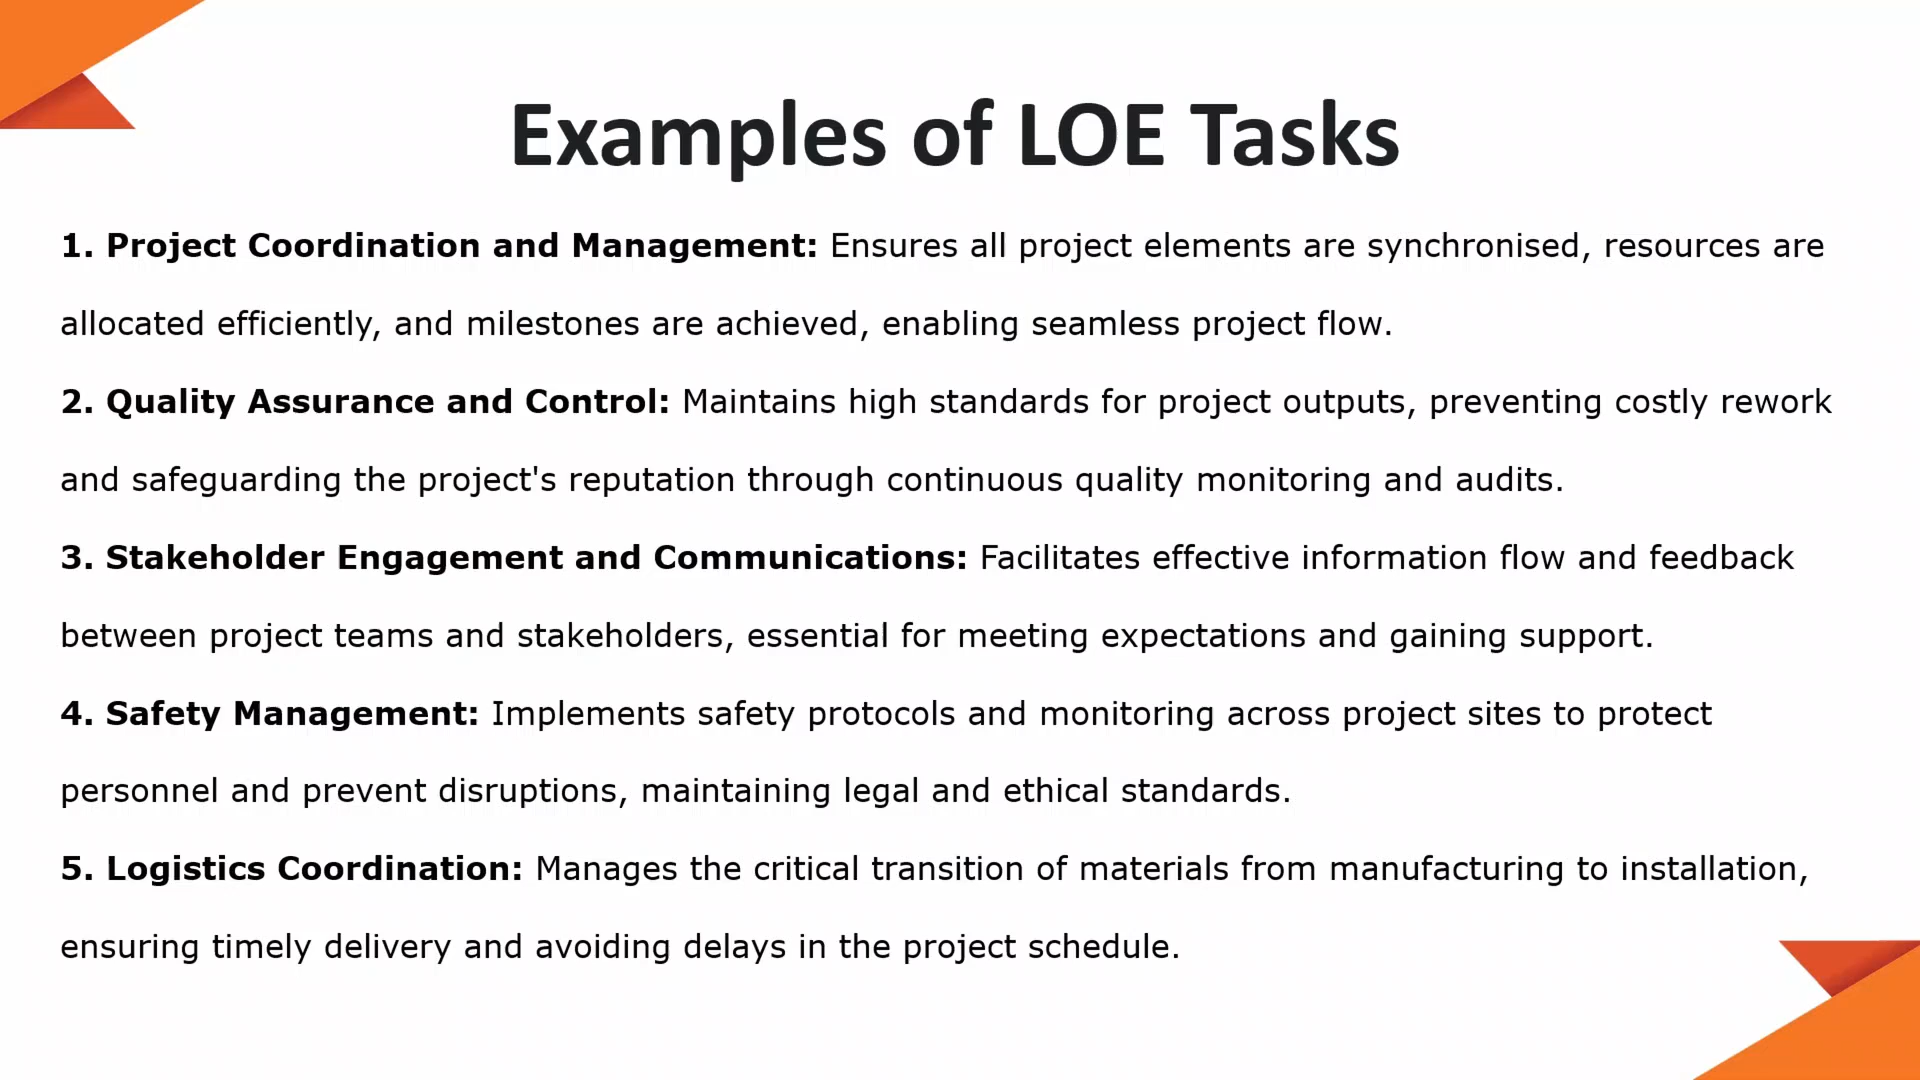 Examples of LOE Tasks
1. Project Coordination and Management: Ensures all project elements are synchronised, resources are
allocated efficiently, and milestones are achieved, enabling seamless project flow.
2. Quality Assurance and Control: Maintains high standards for project outputs, preventing costly rework
and safeguarding the project's reputation through continuous quality monitoring and audits.
3. Stakeholder Engagement and Communications: Facilitates effective information flow and feedback
between project teams and stakeholders, essential for meeting expectations and gaining support.
4. Safety Management: Implements safety protocols and monitoring across project sites to protect
personnel and prevent disruptions, maintaining legal and ethical standards.
5. Logistics Coordination: Manages the critical transition of materials from manufacturing to installation,
ensuring timely delivery and avoiding delays in the project schedule.